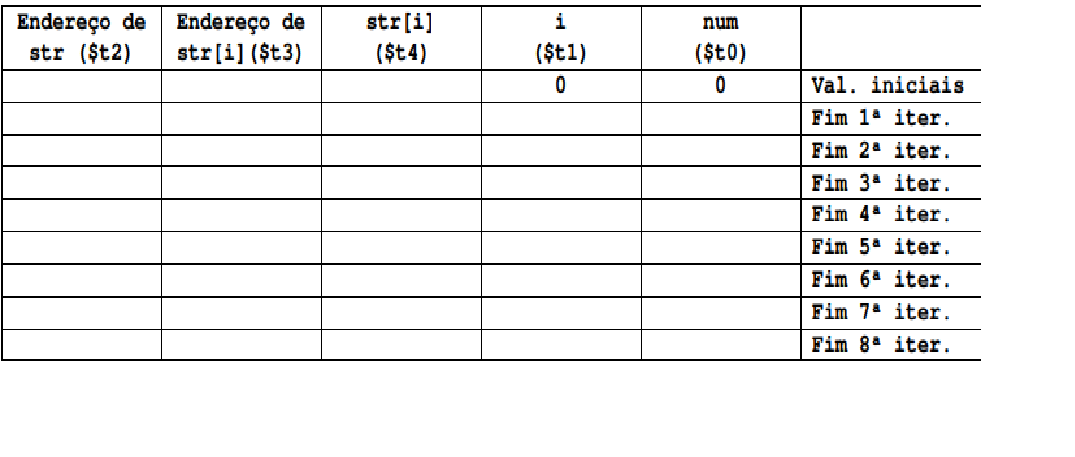 Endereço de Endereço de str[i] i num
str ($t2) str[i]($t3) ($t4) ($t1) ($t0)
0 0 Val. iniciais
Fim 1ª iter.
Fim 2ª iter.
Fim 3ª iter.
Fim 4ª iter.
Fim 5ª iter.
Fim 6ª iter.
Fim 7ª iter.
Fim 8ª iter.